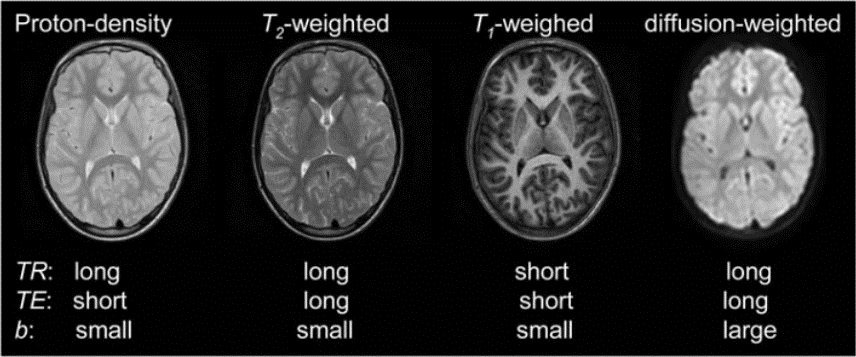 Proton-density T2-weighted T1-weighed diffusion-weighted
TR: long long short long
TE: short long short long
b: small small small large